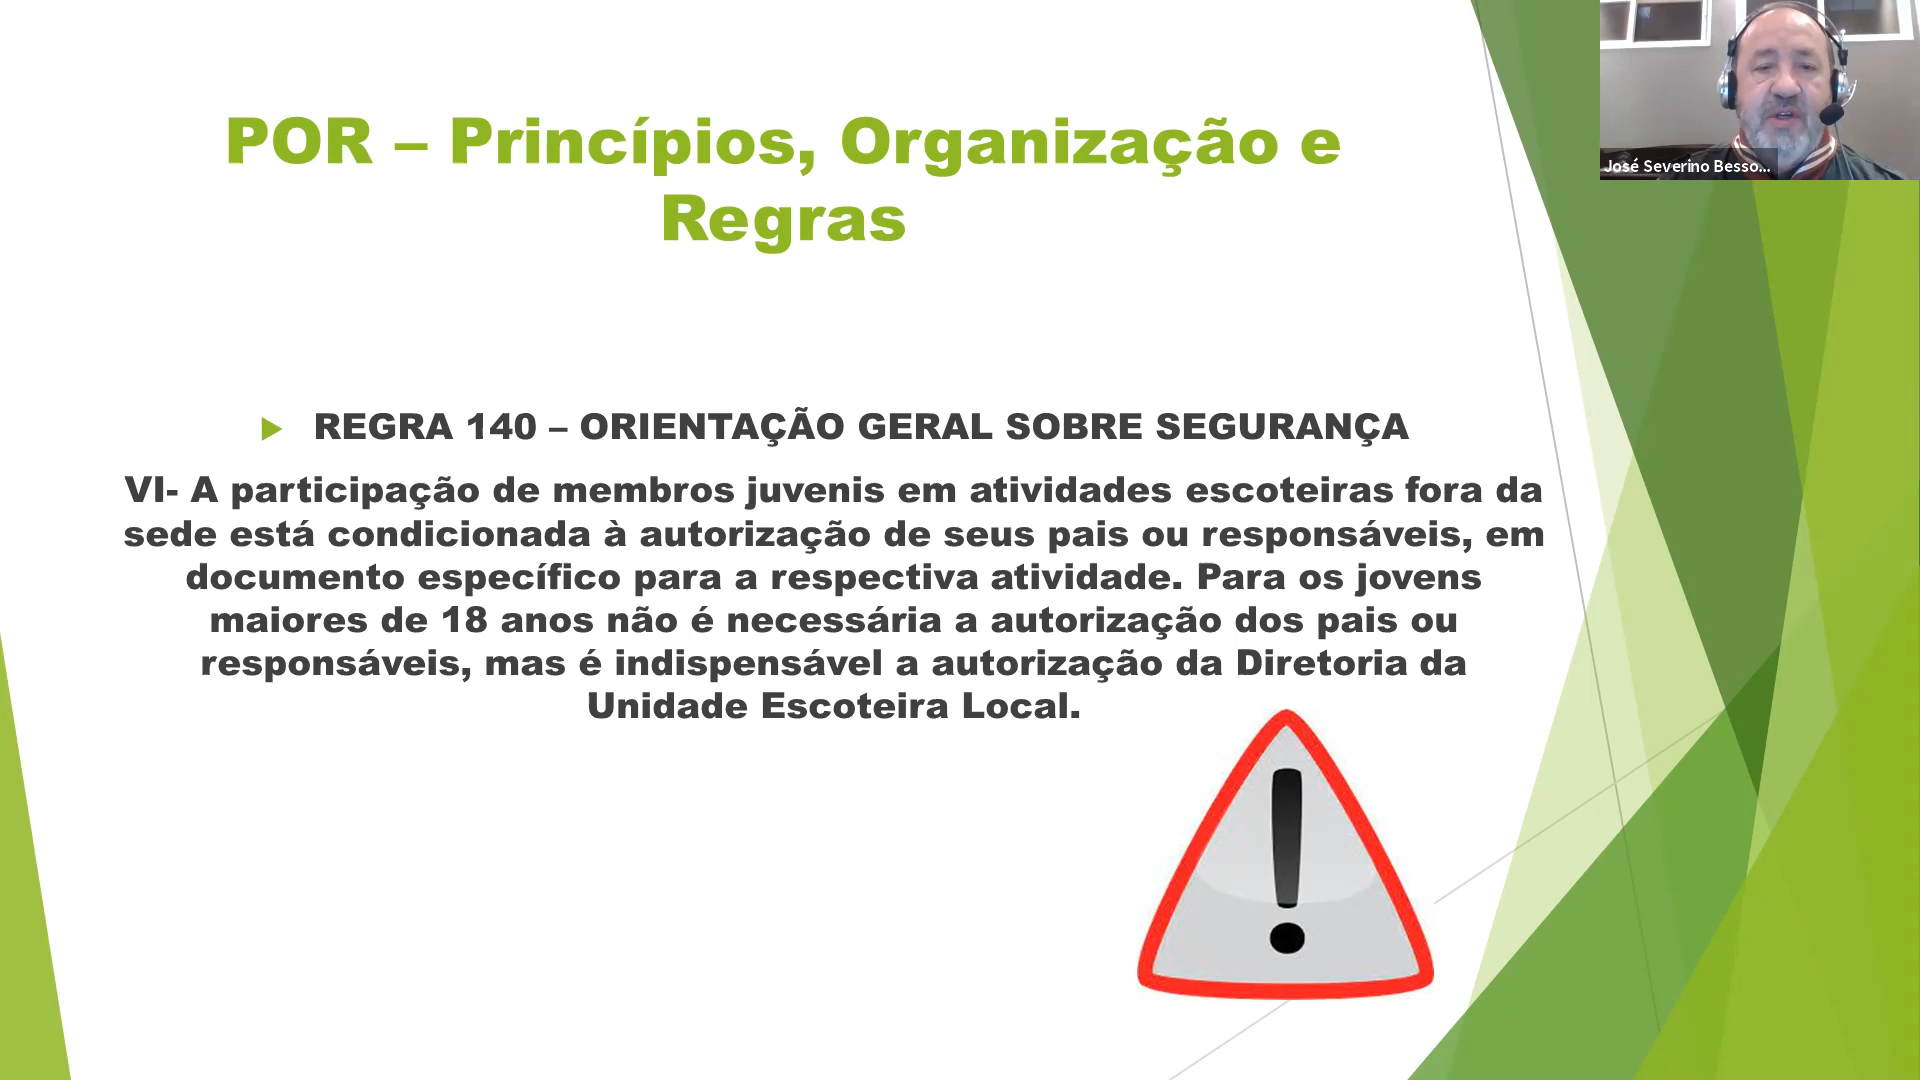 POR – Princípios, Organização e
Regras
José Severino Besso...
REGRA 140 – ORIENTAÇÃO GERAL SOBRE SEGURANÇA
VI- A participação de membros juvenis em atividades escoteiras fora da
sede está condicionada à autorização de seus pais ou responsáveis, em
documento específico para a respectiva atividade. Para os jovens
maiores de 18 anos não é necessária a autorização dos pais ou
responsáveis, mas é indispensável a autorização da Diretoria da
Unidade Escoteira Local.